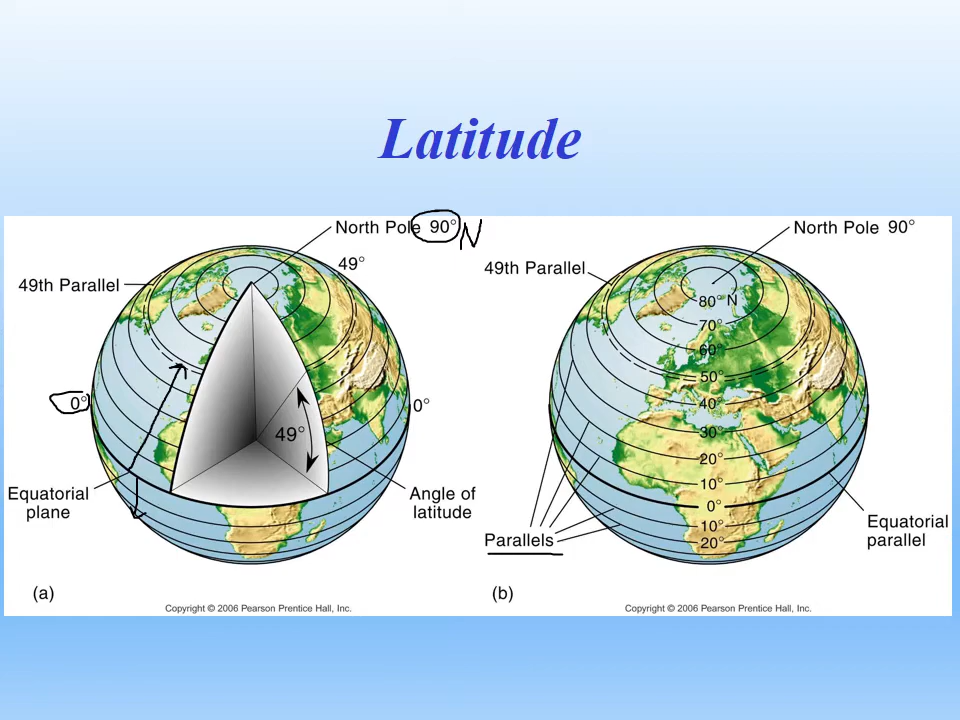 Latitude
North Pole 90° N
49°
49th Parallel
0°
0°
49°
Equatorial
plane
Angle of
latitude
(a)
Copyright © 2006 Pearson Prentice Hall, Inc.
North Pole 90°
49th Parallel
80° N
70°
60°
50°
40°
30°
20°
10°
0°
10°
20°
Parallels
Equatorial
parallel
(b)
Copyright © 2006 Pearson Prentice Hall, Inc.